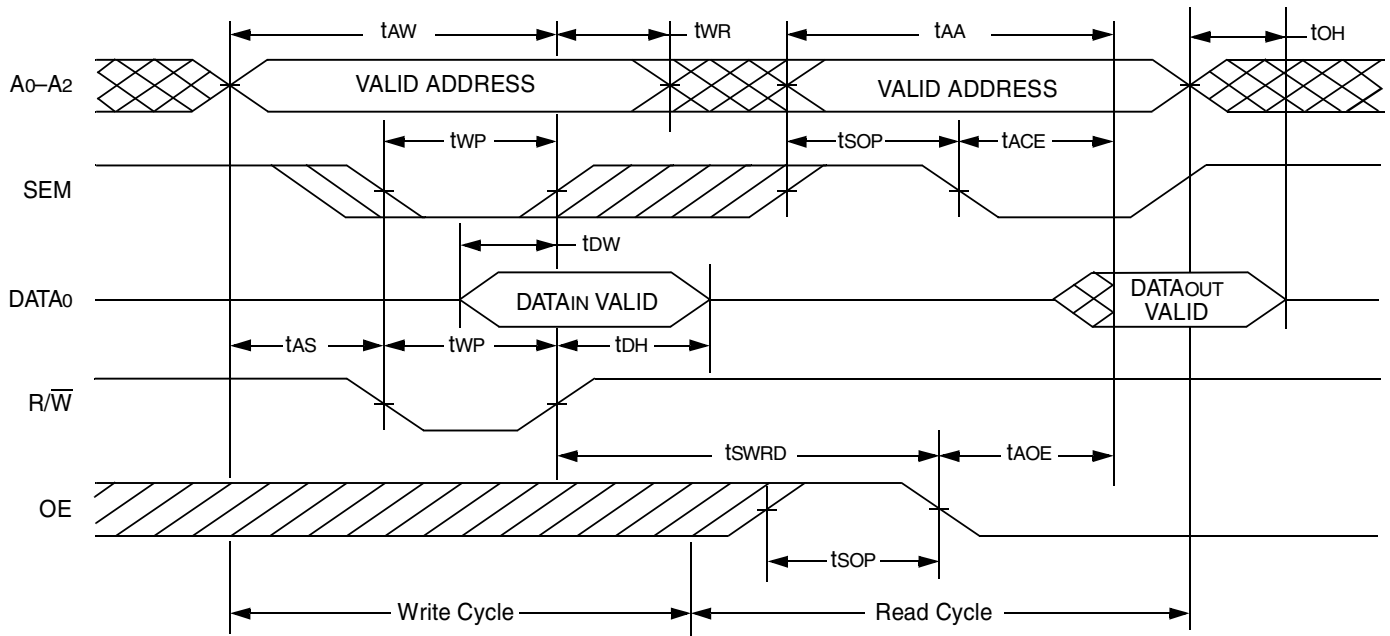 tAW
tWR
tAA
tOH
A0–A2
VALID ADDRESS
VALID ADDRESS
tWP
tSOP
tACE
SEM
tDW
DATA0
DATAIN VALID
DATAOUT
VALID
tAS
tWP
tDH
R/W̅
tSWRD
tAOE
OE
tSOP
Write Cycle
Read Cycle